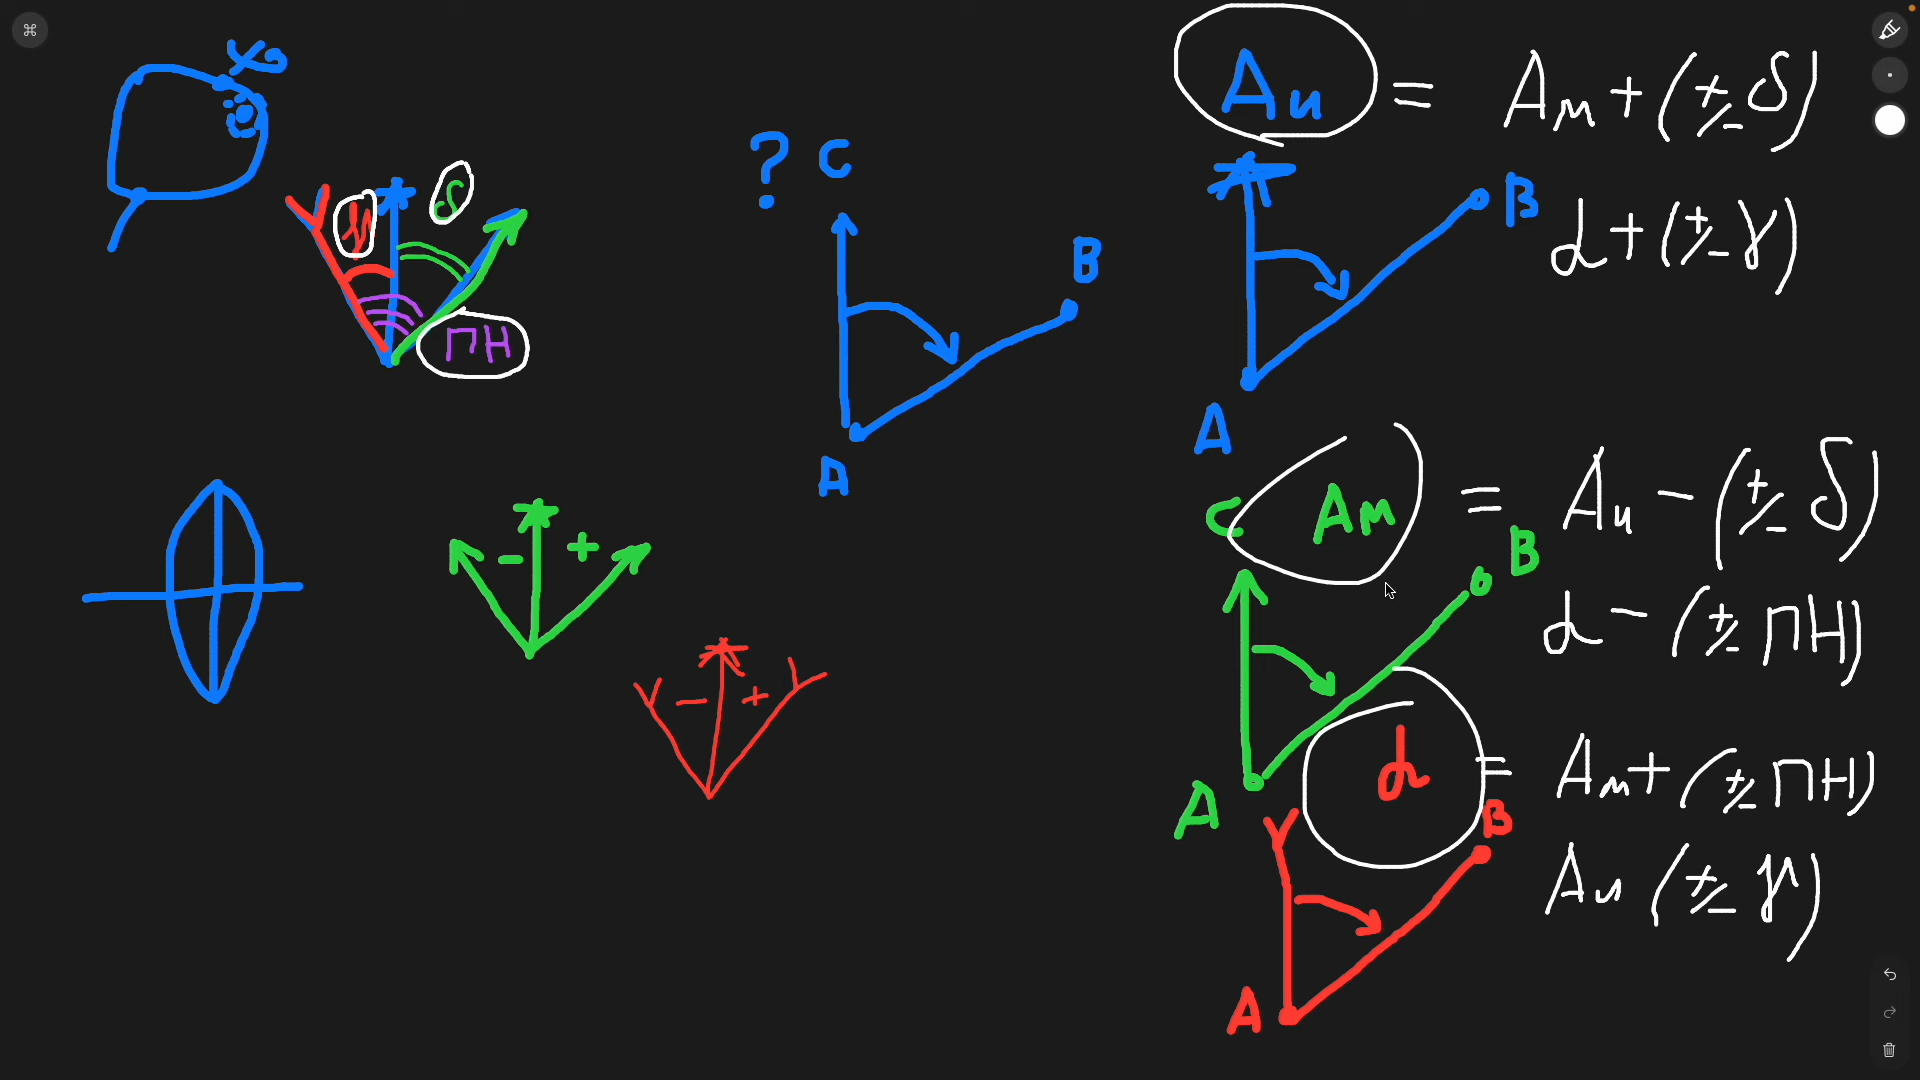 γ
δ
ПН
? С
В
А
Аи = Ам + (± δ)
α + (± γ)
В
А
С Ам = Аи - (± δ)
α - (± ПН)
В
А
- +
- +
α = Ам + (± ПН)
Аи (± γ)
В
А